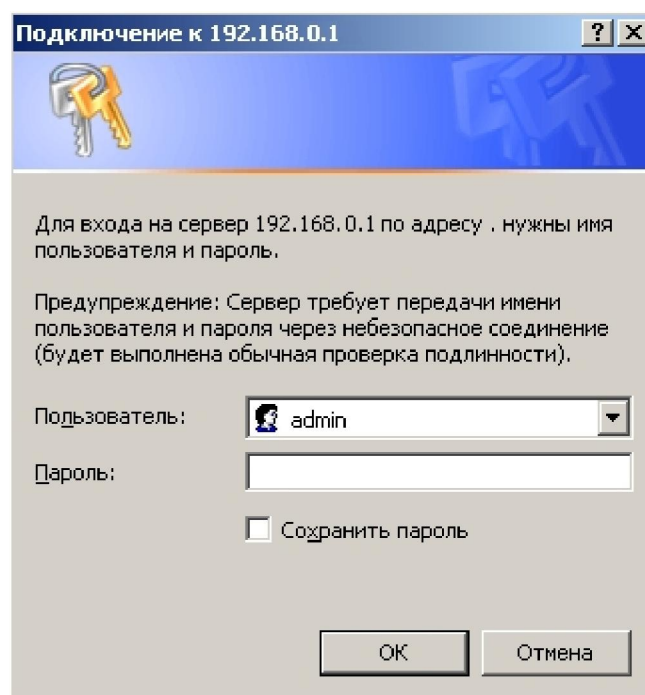 Подключение к 192.168.0.1
Для входа на сервер 192.168.0.1 по адресу . нужны имя
пользователя и пароль.
Предупреждение: Сервер требует передачи имени
пользователя и пароля через небезопасное соединение
(будет выполнена обычная проверка подлинности).
Пользователь: admin
Пароль:
Сохранить пароль
OK Отмена